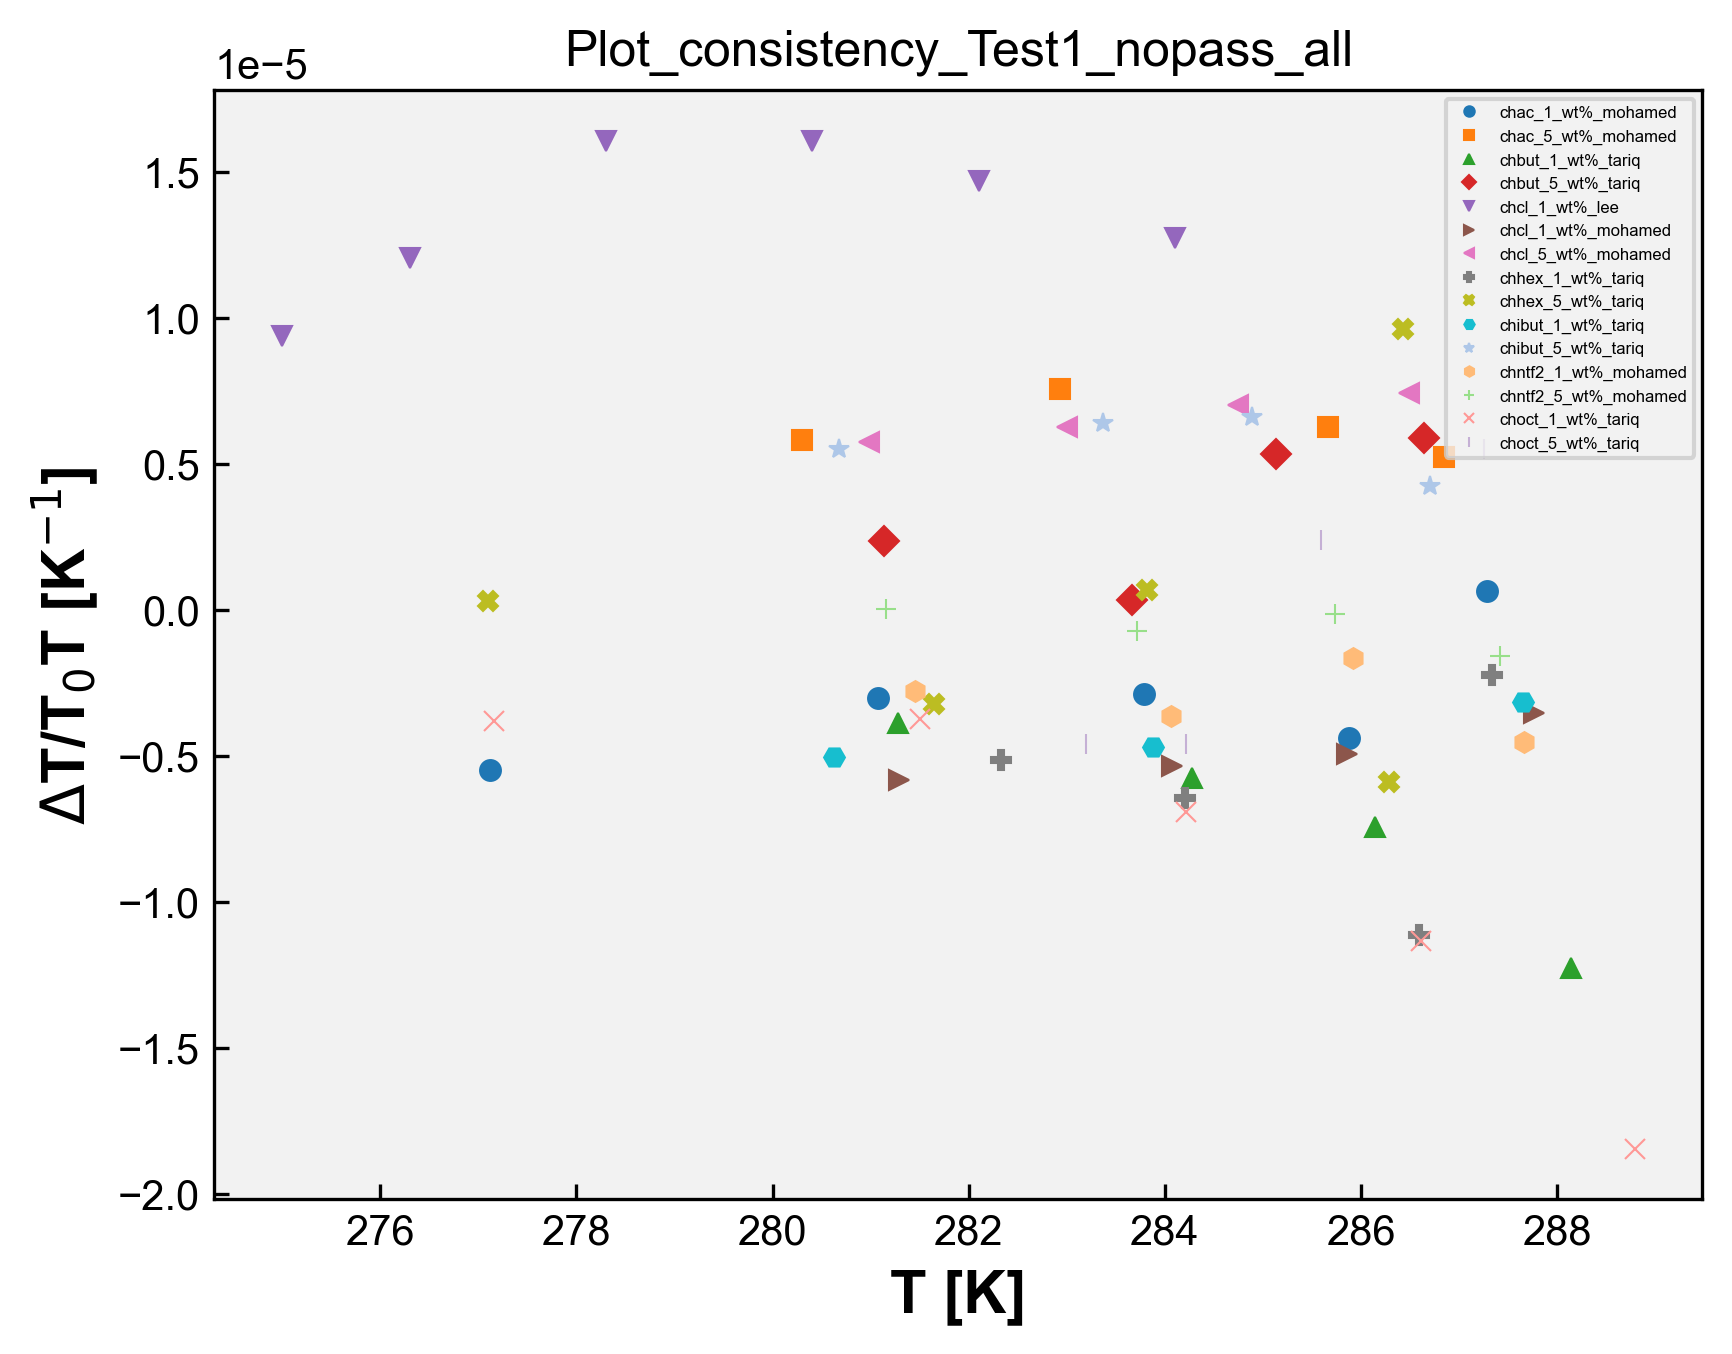 Plot_consistency_Test1_nopass_all
1e−5
1.5
1.0
0.5
0.0
−0.5
−1.0
−1.5
−2.0
ΔT/T₀T [K⁻¹]
276 278 280 282 284 286 288
T [K]
chac_1_wt%_mohamed
chac_5_wt%_mohamed
chbut_1_wt%_tariq
chbut_5_wt%_tariq
chcl_1_wt%_lee
chcl_1_wt%_mohamed
chcl_5_wt%_mohamed
chhex_1_wt%_tariq
chhex_5_wt%_tariq
chibut_1_wt%_tariq
chibut_5_wt%_tariq
chntf2_1_wt%_mohamed
chntf2_5_wt%_mohamed
choct_1_wt%_tariq
choct_5_wt%_tariq